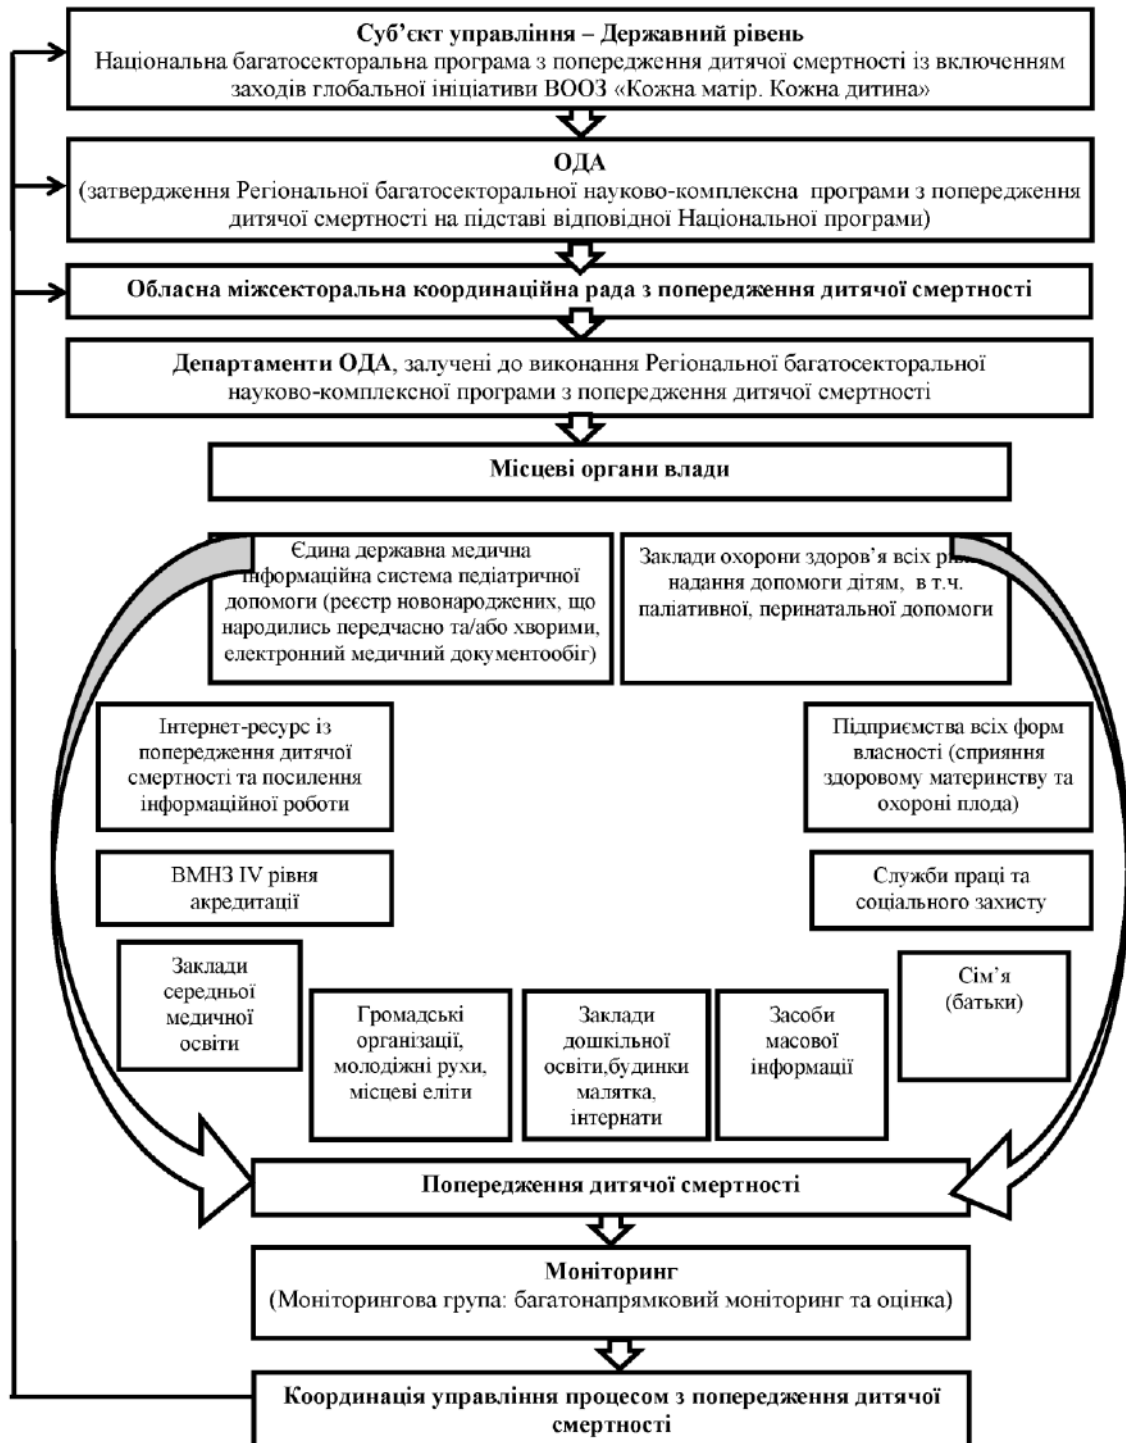 Суб’єкт управління – Державний рівень
Національна багатосекторальна програма з попередження дитячої смертності із включенням
заходів глобальної ініціативи ВООЗ «Кожна матір. Кожна дитина»
ОДА
(затвердження Регіональної багатосекторальної науково-комплексна програми з попередження
дитячої смертності на підставі відповідної Національної програми)
Обласна міжсекторальна координаційна рада з попередження дитячої смертності
Департаменти ОДА, залучені до виконання Регіональної багатосекторальної
науково-комплексної програми з попередження дитячої смертності
Місцеві органи влади
Єдина державна медична
інформаційна система педіатричної
допомоги (реєстр новонароджених, що
народились передчасно та/або хворими,
електронний медичний документообіг)
Заклади охорони здоров’я всіх
надання допомоги дітям, в т.ч.
паліативної, перинатальної допомоги
Інтернет-ресурс із
попередження дитячої
смертності та посилення
інформаційної роботи
Підприємства всіх форм
власності (сприяння
здоровому материнству та
охороні плода)
ВМНЗ IV рівня
акредитації
Служби праці та
соціального захисту
Заклади
середньої
медичної
освіти
Громадські
організації,
молодіжні рухи,
місцеві еліти
Заклади
дошкільної
освіти,будинки
малятка,
інтернати
Засоби
масової
інформації
Сім’я
(батьки)
Попередження дитячої смертності
Моніторинг
(Моніторингова група: багатонапрямковий моніторинг та оцінка)
Координація управління процесом з попередження дитячої
смертності